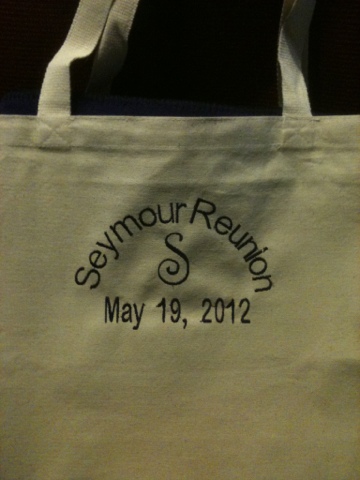 Seymour Reunion
S
May 19, 2012